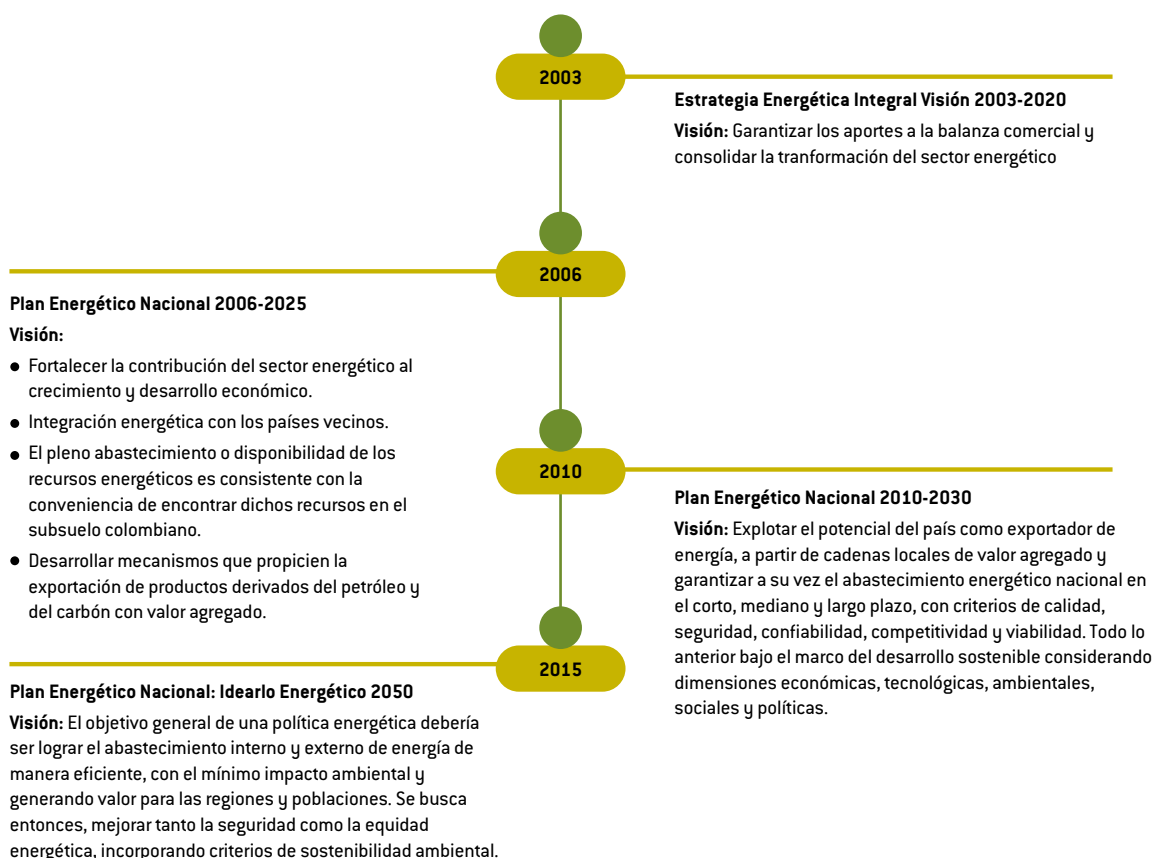 2003
Estrategia Energética Integral Visión 2003-2020
Visión: Garantizar los aportes a la balanza comercial y
consolidar la tranformación del sector energético
2006
Plan Energético Nacional 2006-2025
Visión:
● Fortalecer la contribución del sector energético al
crecimiento y desarrollo económico.
● Integración energética con los países vecinos.
● El pleno abastecimiento o disponibilidad de los
recursos energéticos es consistente con la
conveniencia de encontrar dichos recursos en el
subsuelo colombiano.
● Desarrollar mecanismos que propicien la
exportación de productos derivados del petróleo y
del carbón con valor agregado.
2010
Plan Energético Nacional 2010-2030
Visión: Explotar el potencial del país como exportador de
energía, a partir de cadenas locales de valor agregado y
garantizar a su vez el abastecimiento energético nacional en
el corto, mediano y largo plazo, con criterios de calidad,
seguridad, confiabilidad, competitividad y viabilidad. Todo lo
anterior bajo el marco del desarrollo sostenible considerando
dimensiones económicas, tecnológicas, ambientales,
sociales y políticas.
2015
Plan Energético Nacional: Idearlo Energético 2050
Visión: El objetivo general de una política energética debería
ser lograr el abastecimiento interno y externo de energía de
manera eficiente, con el mínimo impacto ambiental y
generando valor para las regiones y poblaciones. Se busca
entonces, mejorar tanto la seguridad como la equidad
energética, incorporando criterios de sostenibilidad ambiental.